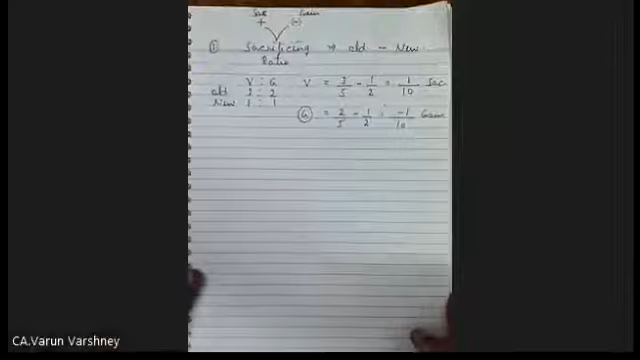 Sac Gain
+ (-)
① Sacrificing ⇒ old - New
Ratio
V : G V = 3/5 - 1/2 = 1/10 Sac
old 3 : 2
New 1 : 1
G = 2/5 - 1/2 = -1/10 Gain
CA.Varun Varshney